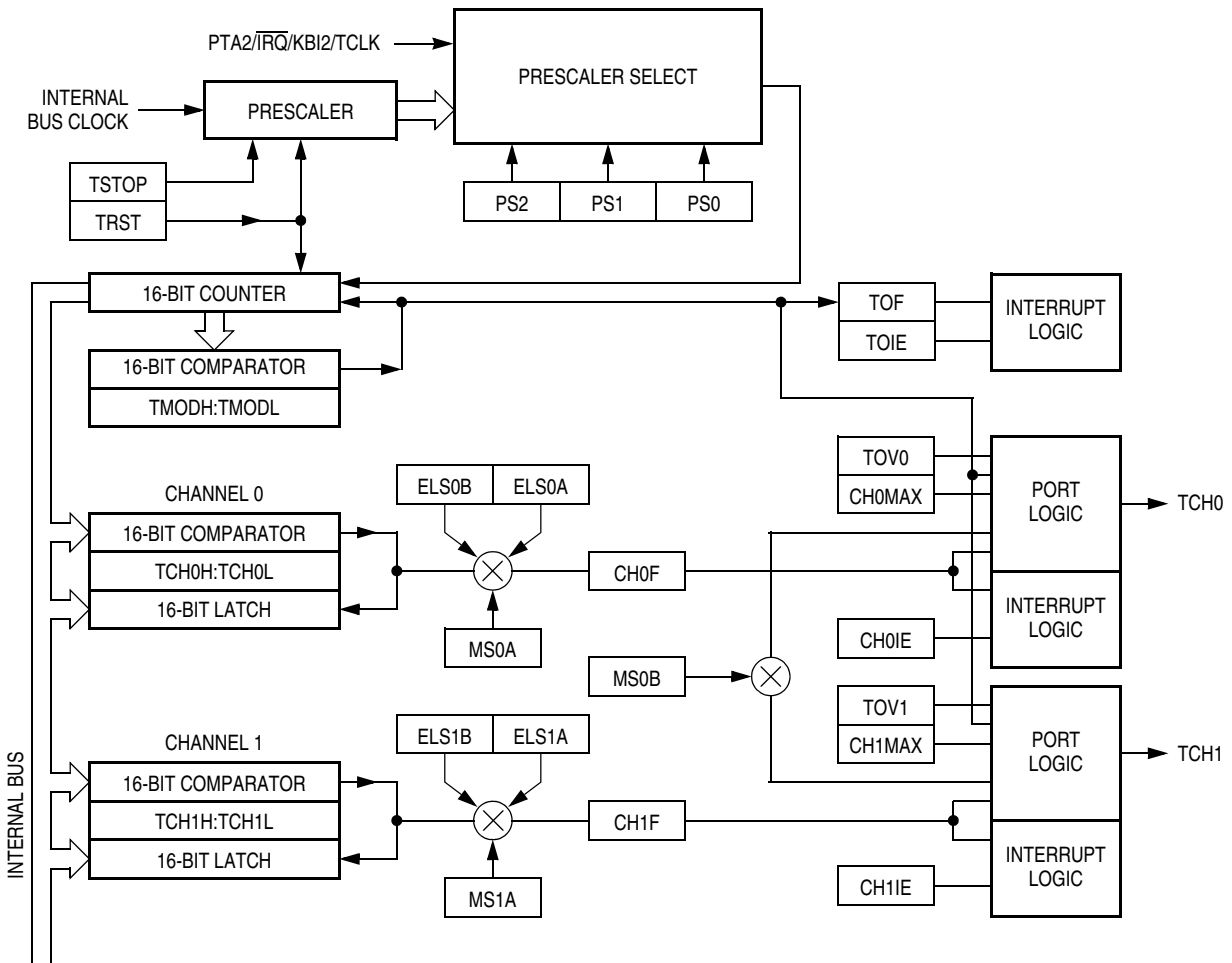 PTA2/IRQ/KBI2/TCLK
PRESCALER SELECT
INTERNAL
BUS CLOCK
PRESCALER
TSTOP
TRST
PS2
PS1
PS0
16-BIT COUNTER
16-BIT COMPARATOR
TMODH:TMODL
TOF
TOIE
INTERRUPT
LOGIC
CHANNEL 0
16-BIT COMPARATOR
TCH0H:TCH0L
16-BIT LATCH
ELS0B
ELS0A
MS0A
CH0F
TOV0
CH0MAX
PORT
LOGIC
TCH0
INTERRUPT
LOGIC
CH0IE
MS0B
CHANNEL 1
16-BIT COMPARATOR
TCH1H:TCH1L
16-BIT LATCH
ELS1B
ELS1A
MS1A
CH1F
TOV1
CH1MAX
PORT
LOGIC
TCH1
INTERRUPT
LOGIC
CH1IE
INTERNAL BUS